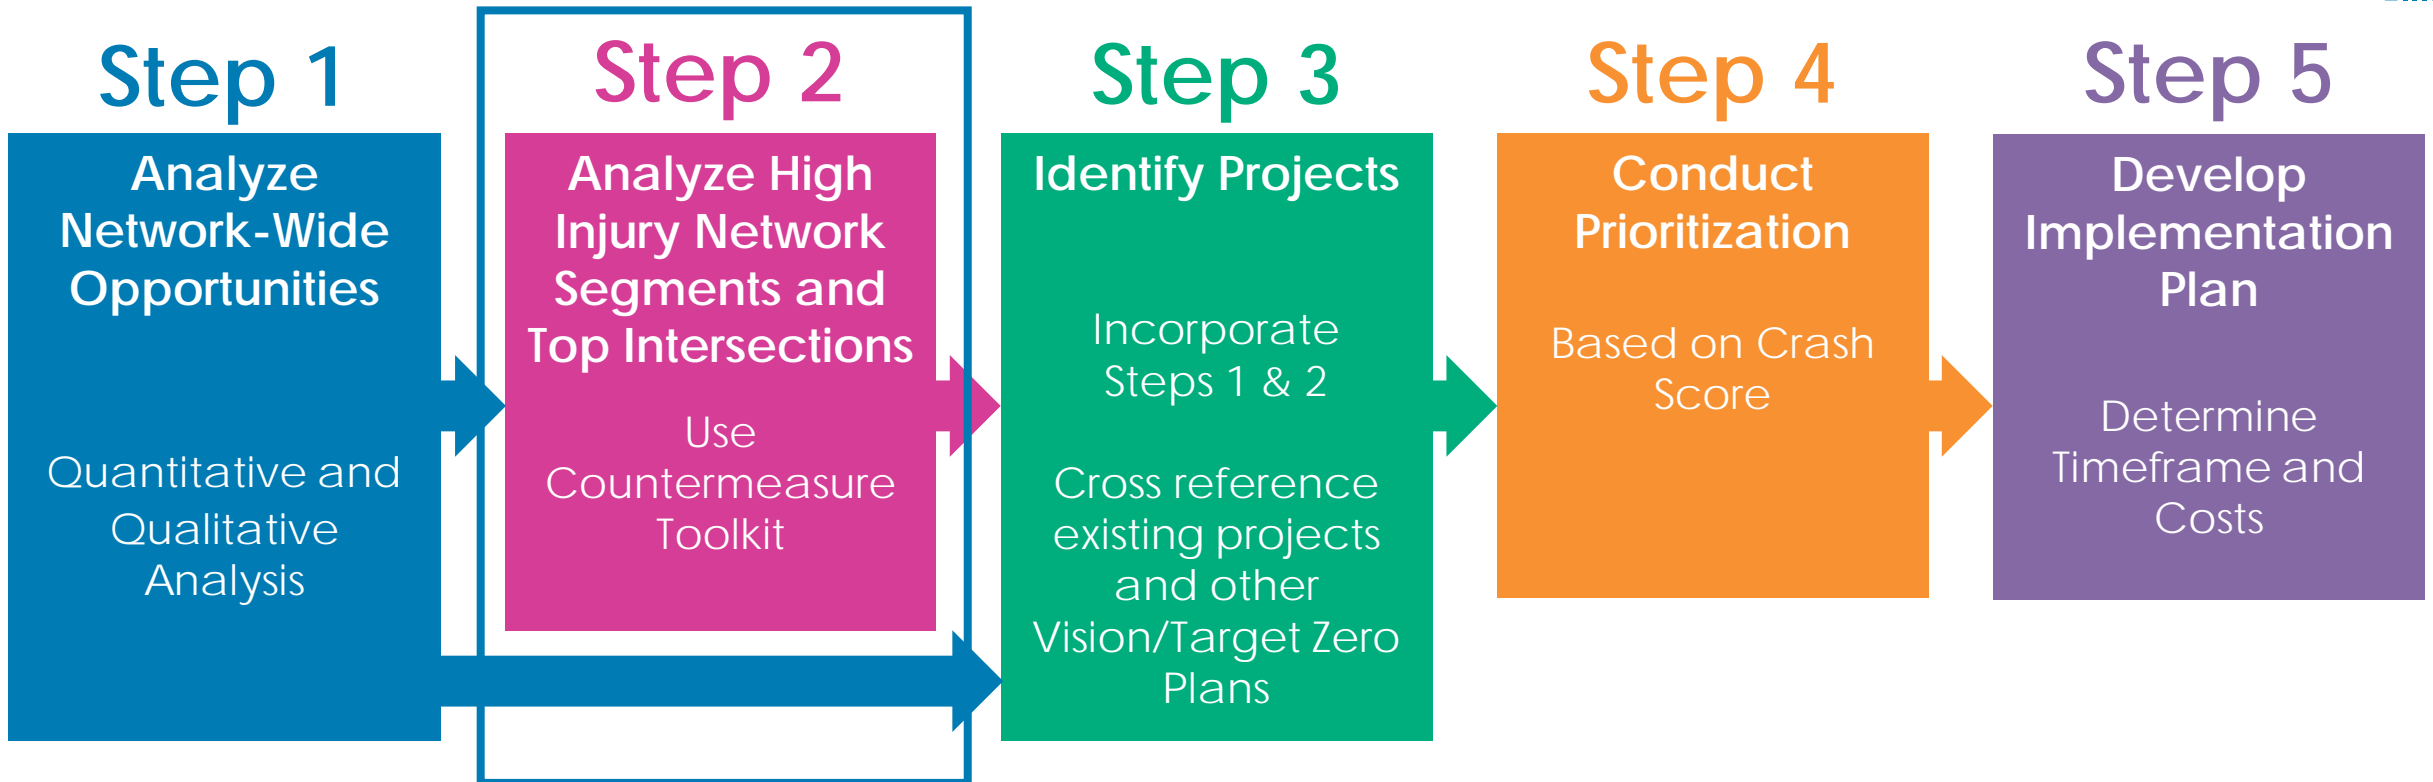 Step 1
Analyze
Network-Wide
Opportunities
Quantitative and
Qualitative
Analysis
Step 2
Analyze High
Injury Network
Segments and
Top Intersections
Use
Countermeasure
Toolkit
Step 3
Identify Projects
Incorporate
Steps 1 & 2
Cross reference
existing projects
and other
Vision/Target Zero
Plans
Step 4
Conduct
Prioritization
Based on Crash
Score
Step 5
Develop
Implementation
Plan
Determine
Timeframe and
Costs